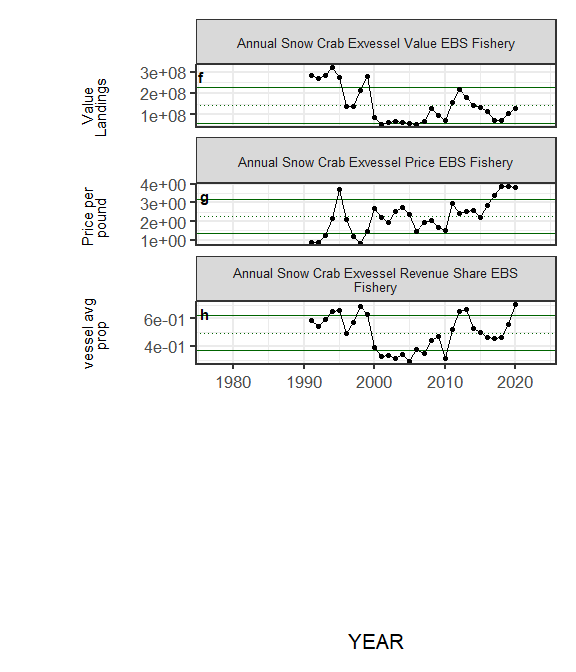 Annual Snow Crab Exvessel Value EBS Fishery
f
Value
Landings
3e+08
2e+08
1e+08
Annual Snow Crab Exvessel Price EBS Fishery
g
Price per
pound
4e+00
3e+00
2e+00
1e+00
Annual Snow Crab Exvessel Revenue Share EBS
Fishery
h
vessel avg
prop
6e-01
4e-01
1980 1990 2000 2010 2020
YEAR